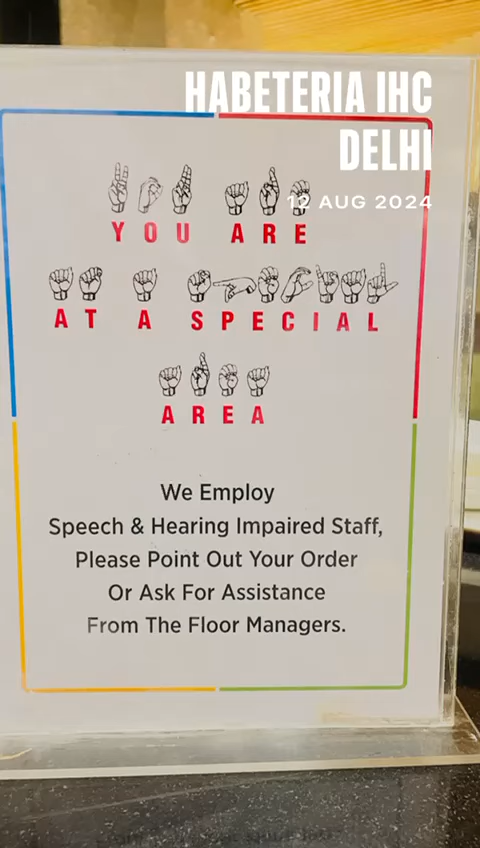 HABETERIA IHC
DELHI
12 AUG 2024
YOU ARE
AT A SPECIAL
AREA
We Employ
Speech & Hearing Impaired Staff,
Please Point Out Your Order
Or Ask For Assistance
From The Floor Managers.